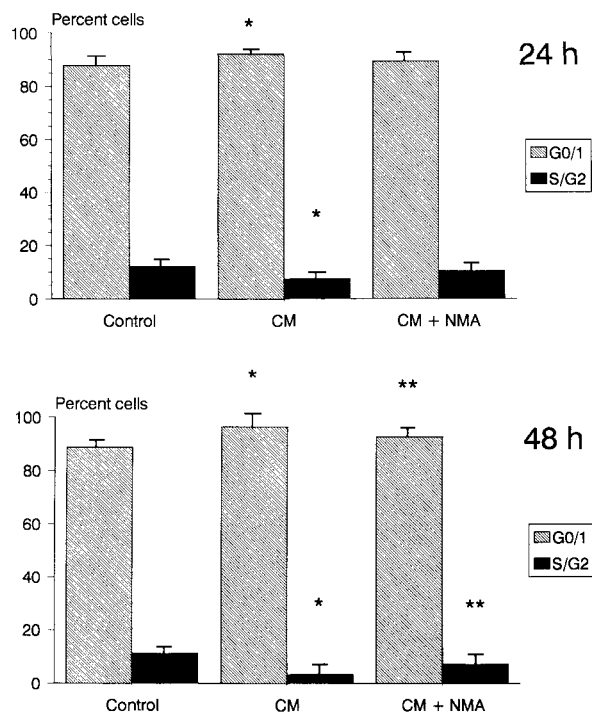 Percent cells
100
80
60
40
20
0
*
*
24 h
G0/1
S/G2
Control
CM
CM + NMA
Percent cells
100
80
60
40
20
0
*
**
*
**
48 h
G0/1
S/G2
Control
CM
CM + NMA